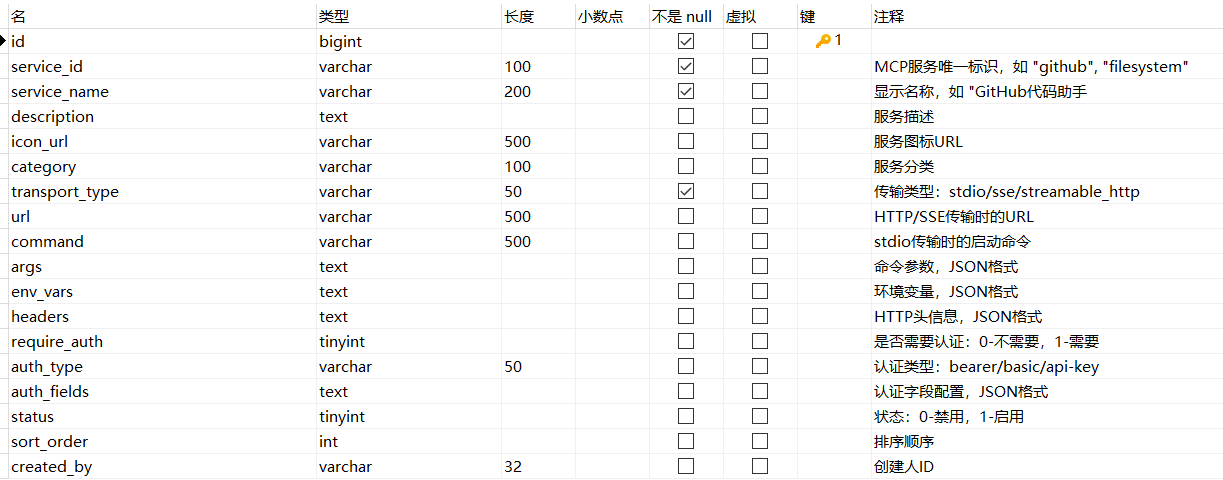 名 类型 长度 小数点 不是 null 虚拟 键 注释
id bigint 1
service_id varchar 100 MCP服务唯一标识，如 "github", "filesystem"
service_name varchar 200 显示名称，如 "GitHub代码助手
description text 服务描述
icon_url varchar 500 服务图标URL
category varchar 100 服务分类
transport_type varchar 50 传输类型：stdio/sse/streamable_http
url varchar 500 HTTP/SSE传输时的URL
command varchar 500 stdio传输时的启动命令
args text 命令参数，JSON格式
env_vars text 环境变量，JSON格式
headers text HTTP头信息，JSON格式
require_auth tinyint 是否需要认证：0-不需要，1-需要
auth_type varchar 50 认证类型：bearer/basic/api-key
auth_fields text 认证字段配置，JSON格式
status tinyint 状态：0-禁用，1-启用
sort_order int 排序顺序
created_by varchar 32 创建人ID